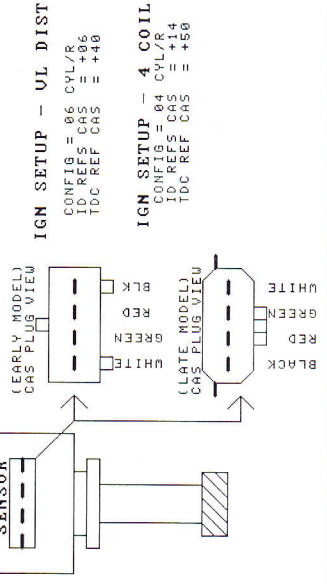 SENSOR
(EARLY MODEL)
CAS PLUG VIEW
WHITE
GREEN
RED
BLK
(LATE MODEL)
CAS PLUG VIEW
BLACK
RED
GREEN
WHITE
IGN SETUP - VL DIST
CONFIG = 06 CYL/R
ID REFS CAS = +06
TDC REF CAS = +40
IGN SETUP - 4 COIL
CONFIG = 04 CYL/R
ID REFS CAS = +14
TDC REF CAS = +50